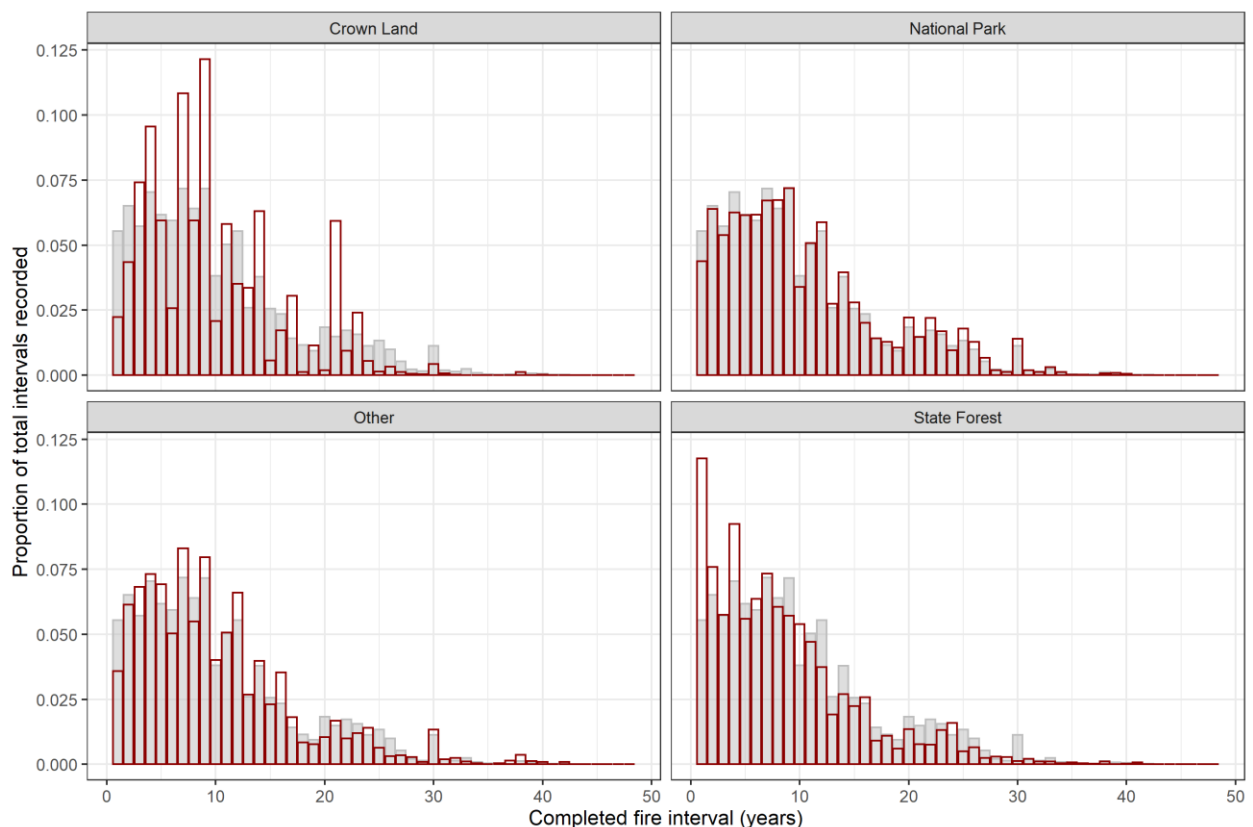 Crown Land
National Park
0.125
0.100
0.075
0.050
0.025
0.000
Other
State Forest
0.125
0.100
0.075
0.050
0.025
0.000
0 10 20 30 40 50
0 10 20 30 40 50
Proportion of total intervals recorded
Completed fire interval (years)